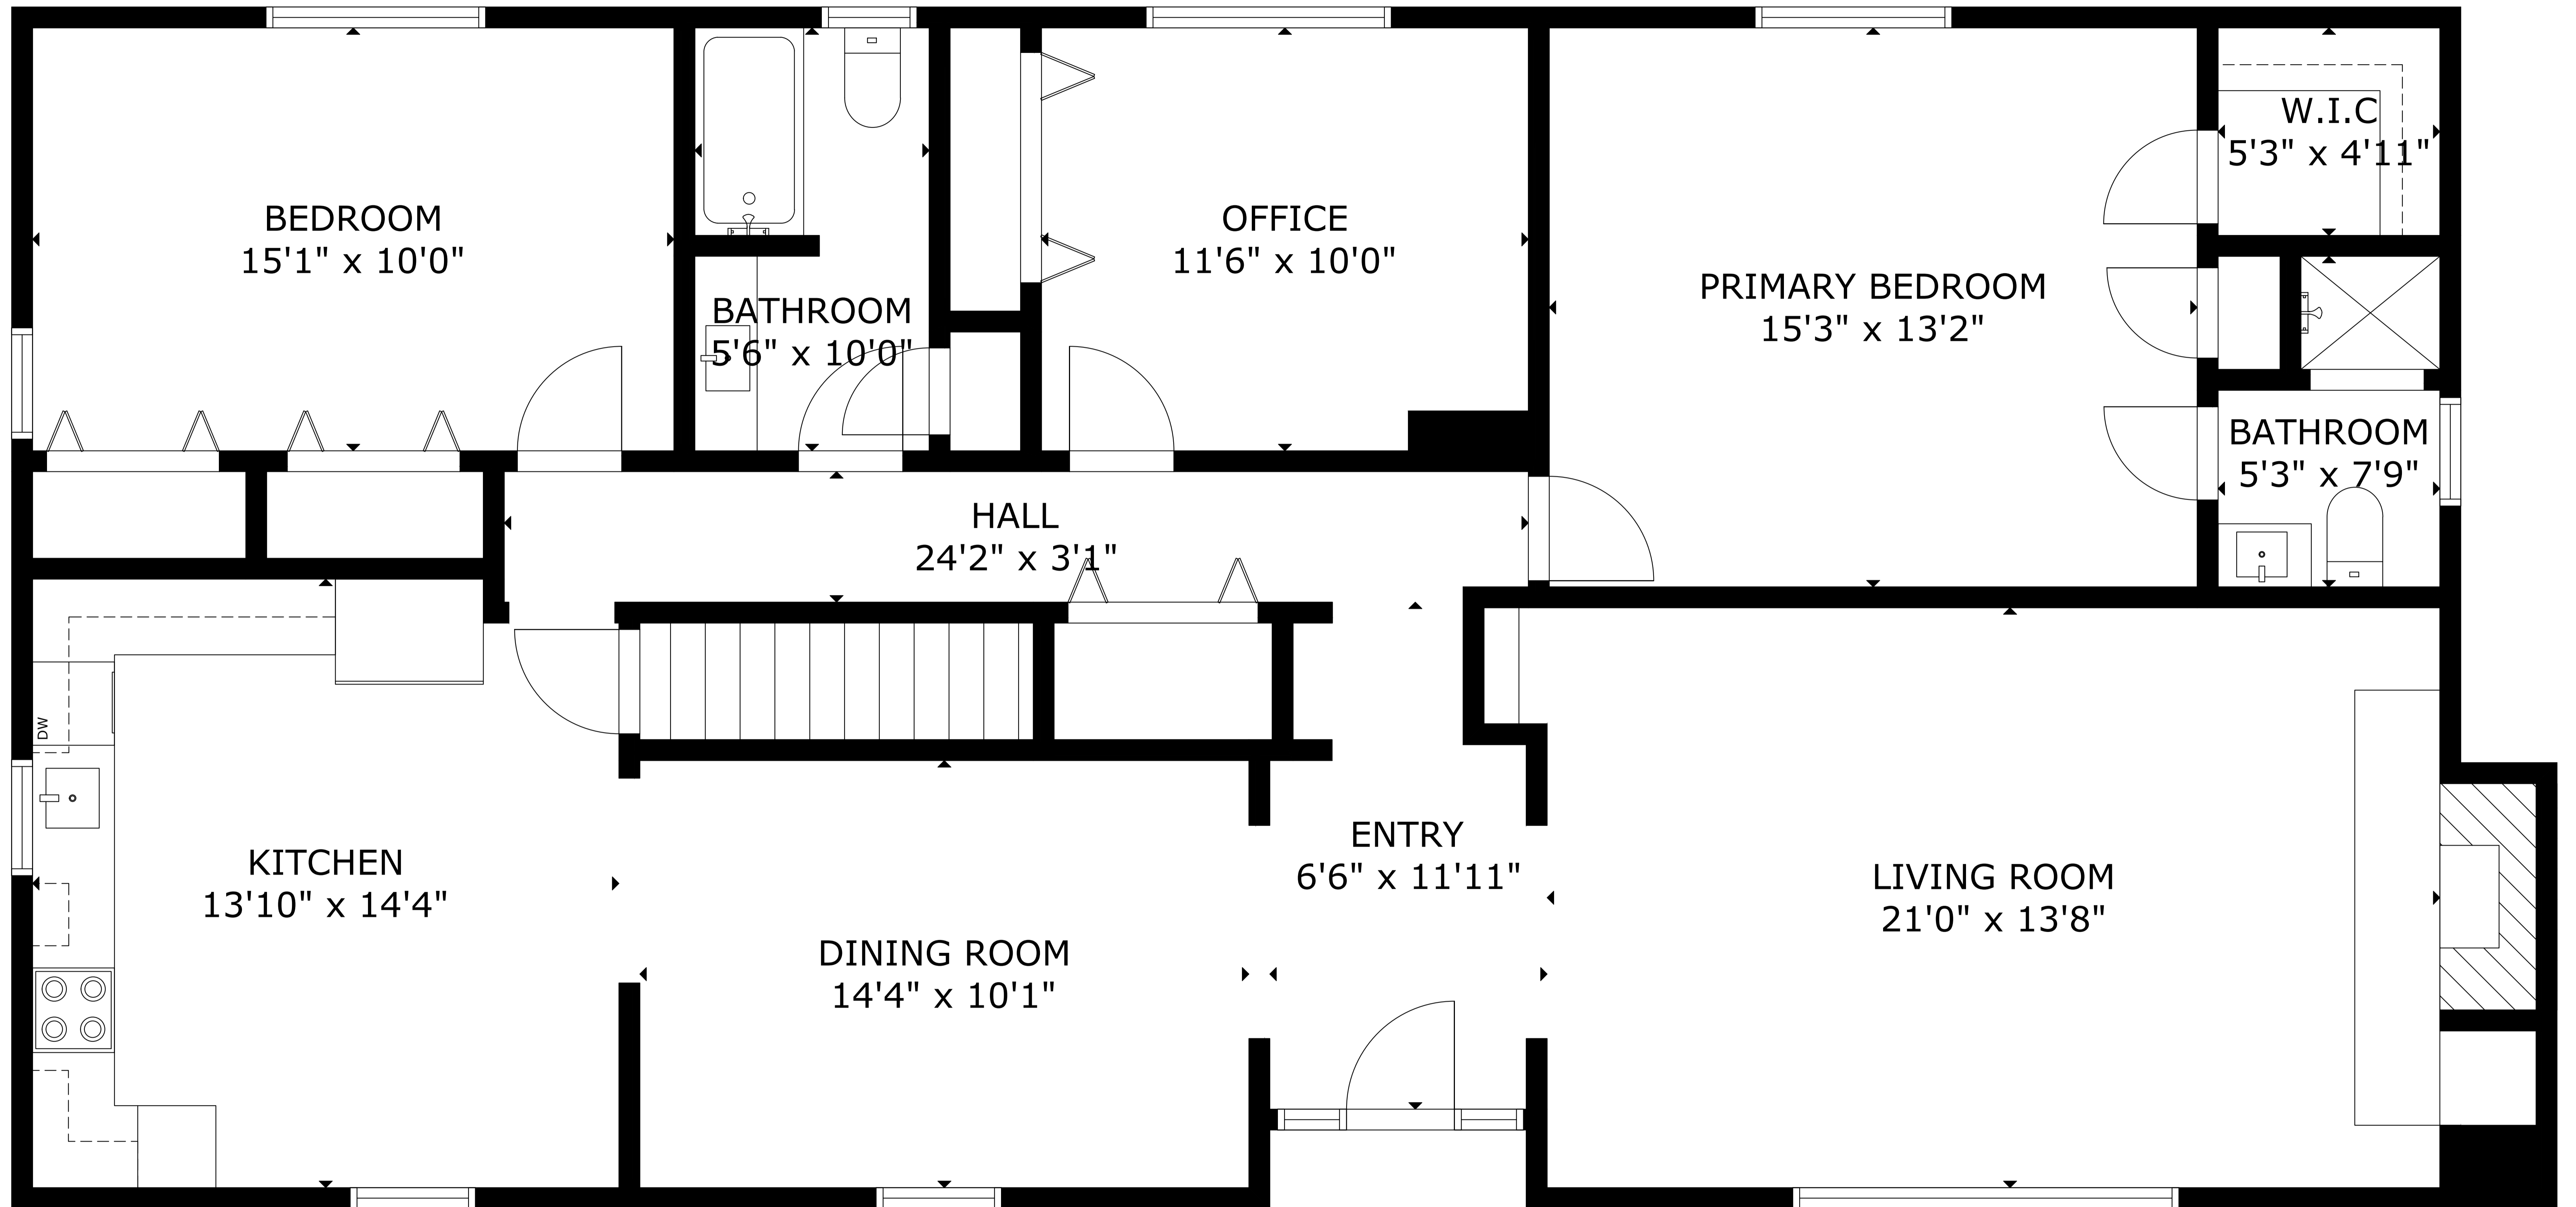 W.I.C
5'3" x 4'11"
BEDROOM
15'1" x 10'0"
OFFICE
11'6" x 10'0"
PRIMARY BEDROOM
15'3" x 13'2"
BATHROOM
5'6" x 10'0"
BATHROOM
5'3" x 7'9"
HALL
24'2" x 3'1"
DW
KITCHEN
13'10" x 14'4"
ENTRY
6'6" x 11'11"
LIVING ROOM
21'0" x 13'8"
DINING ROOM
14'4" x 10'1"